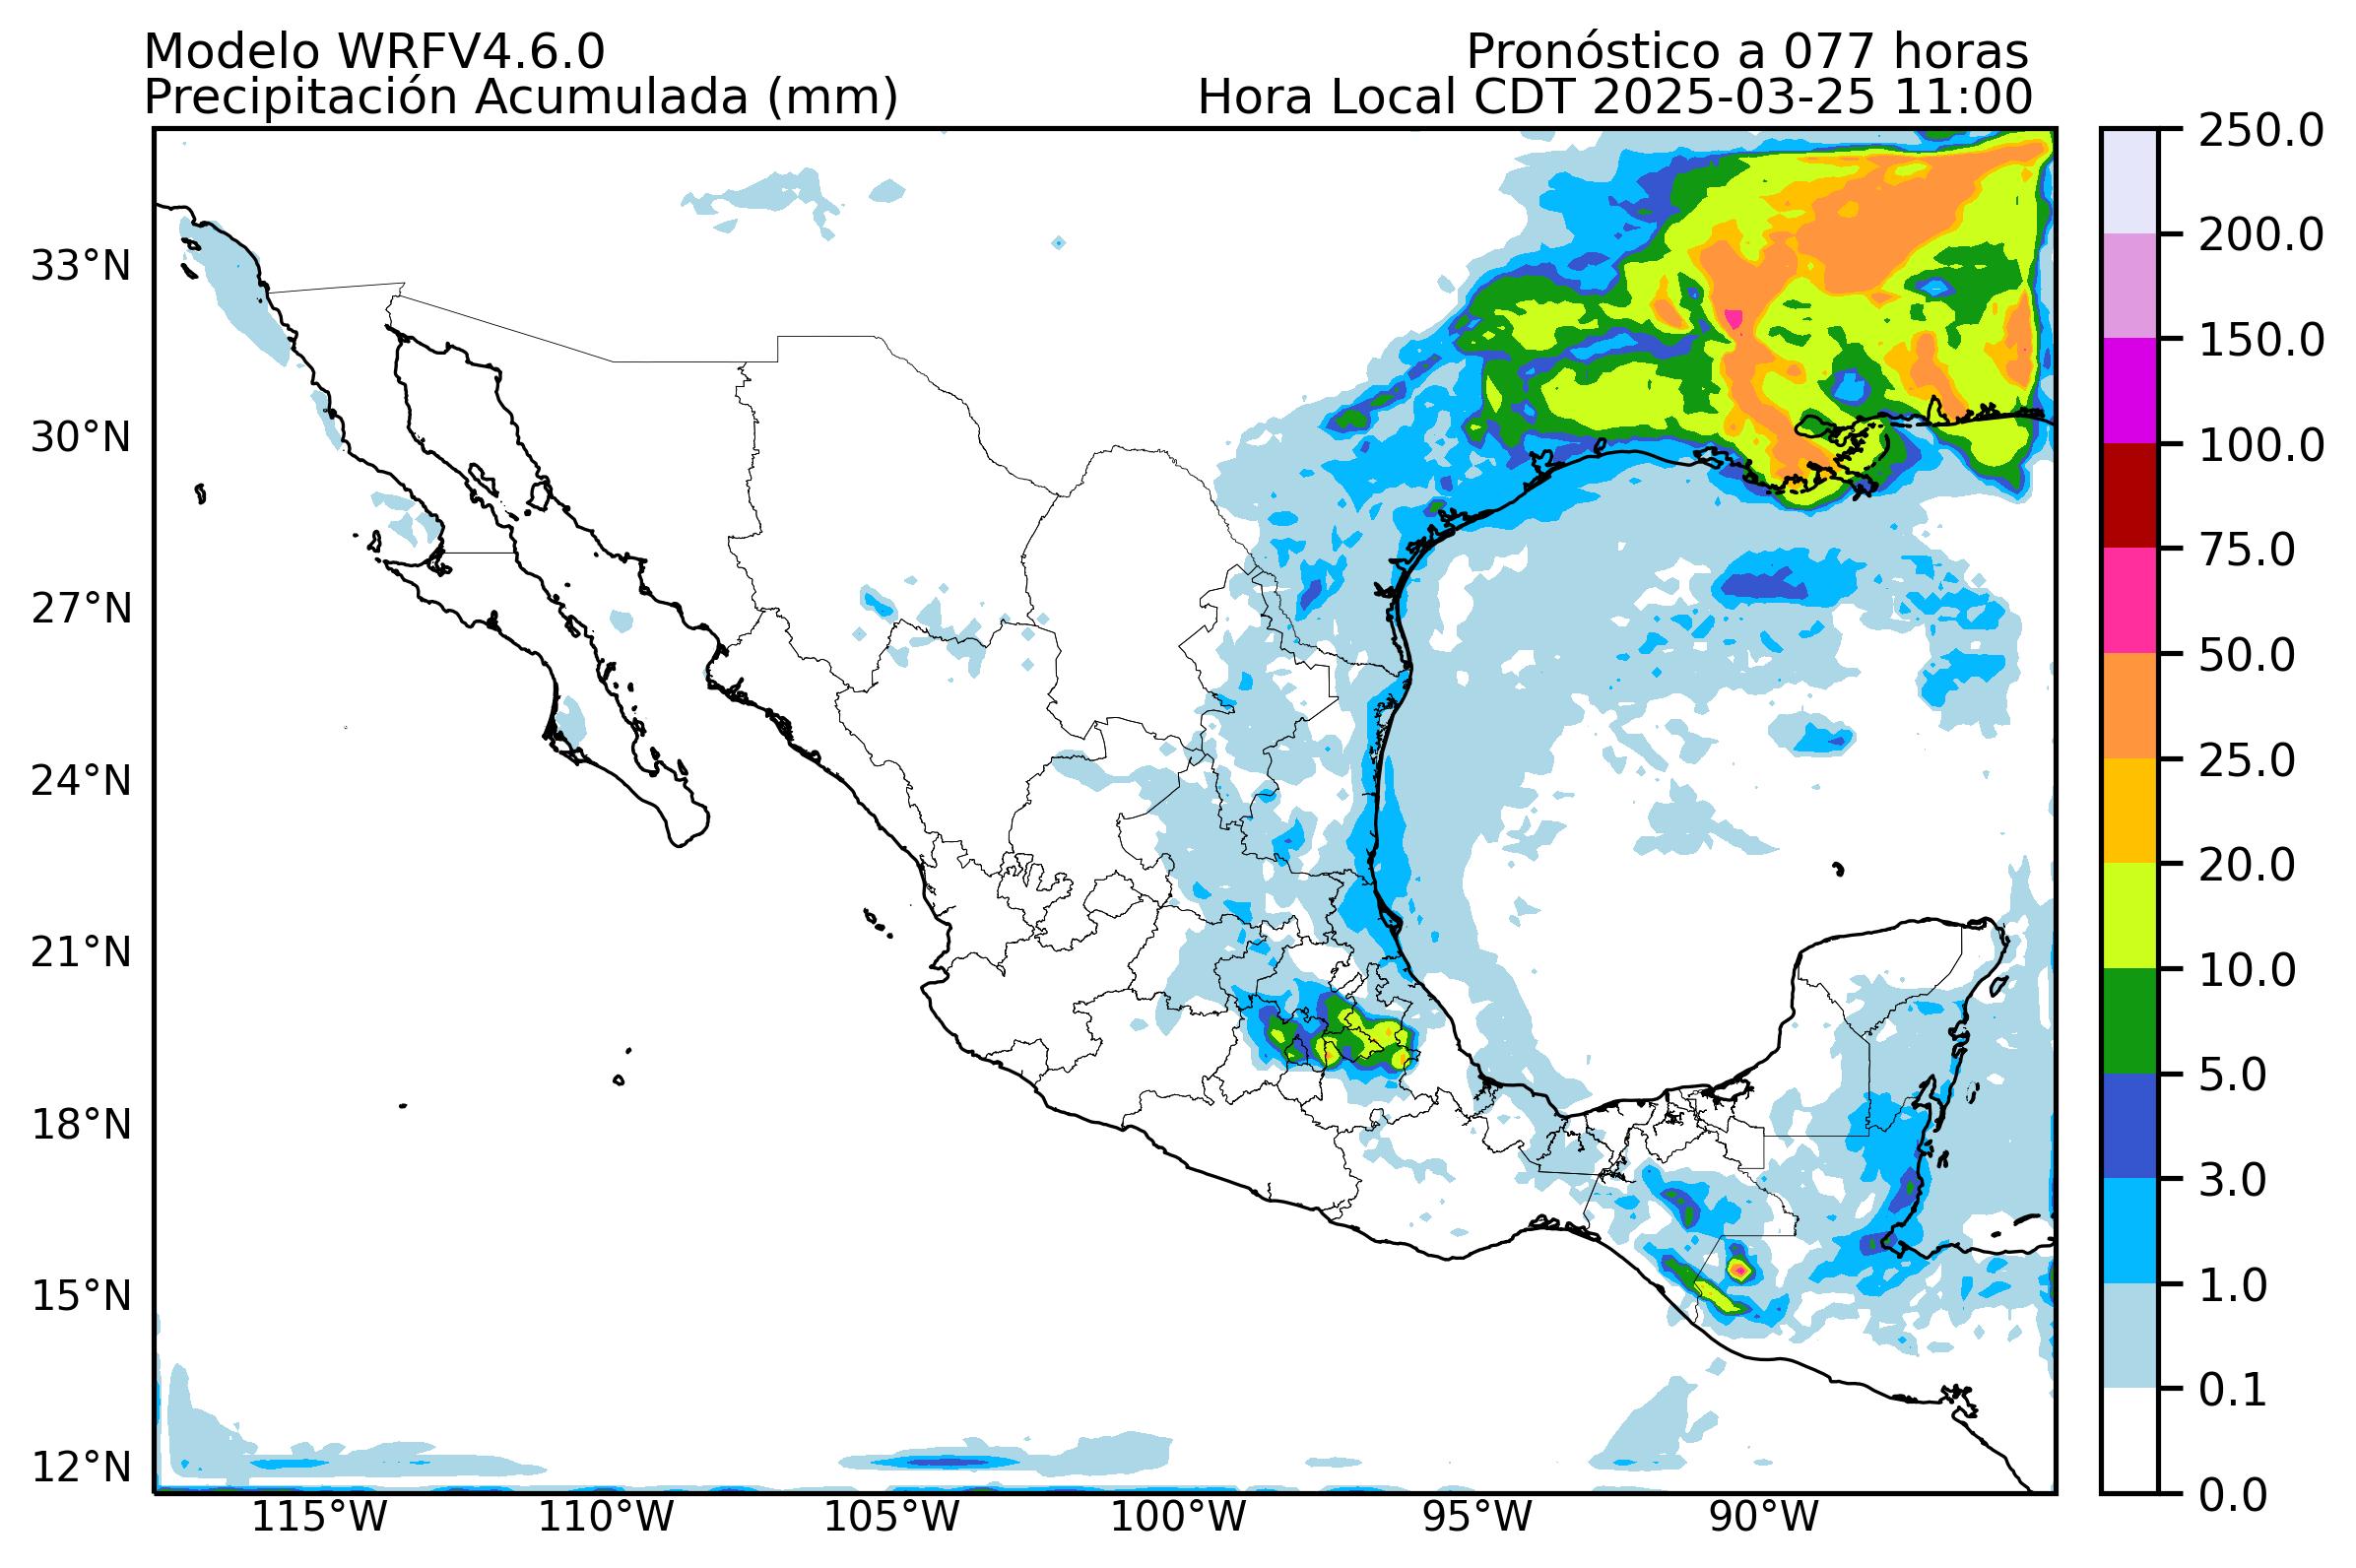 Modelo WRFV4.6.0
Pronóstico a 077 horas
Precipitación Acumulada (mm)
Hora Local CDT 2025-03-25 11:00
33°N
30°N
27°N
24°N
21°N
18°N
15°N
12°N
115°W
110°W
105°W
100°W
95°W
90°W
250.0
200.0
150.0
100.0
75.0
50.0
25.0
20.0
10.0
5.0
3.0
1.0
0.1
0.0